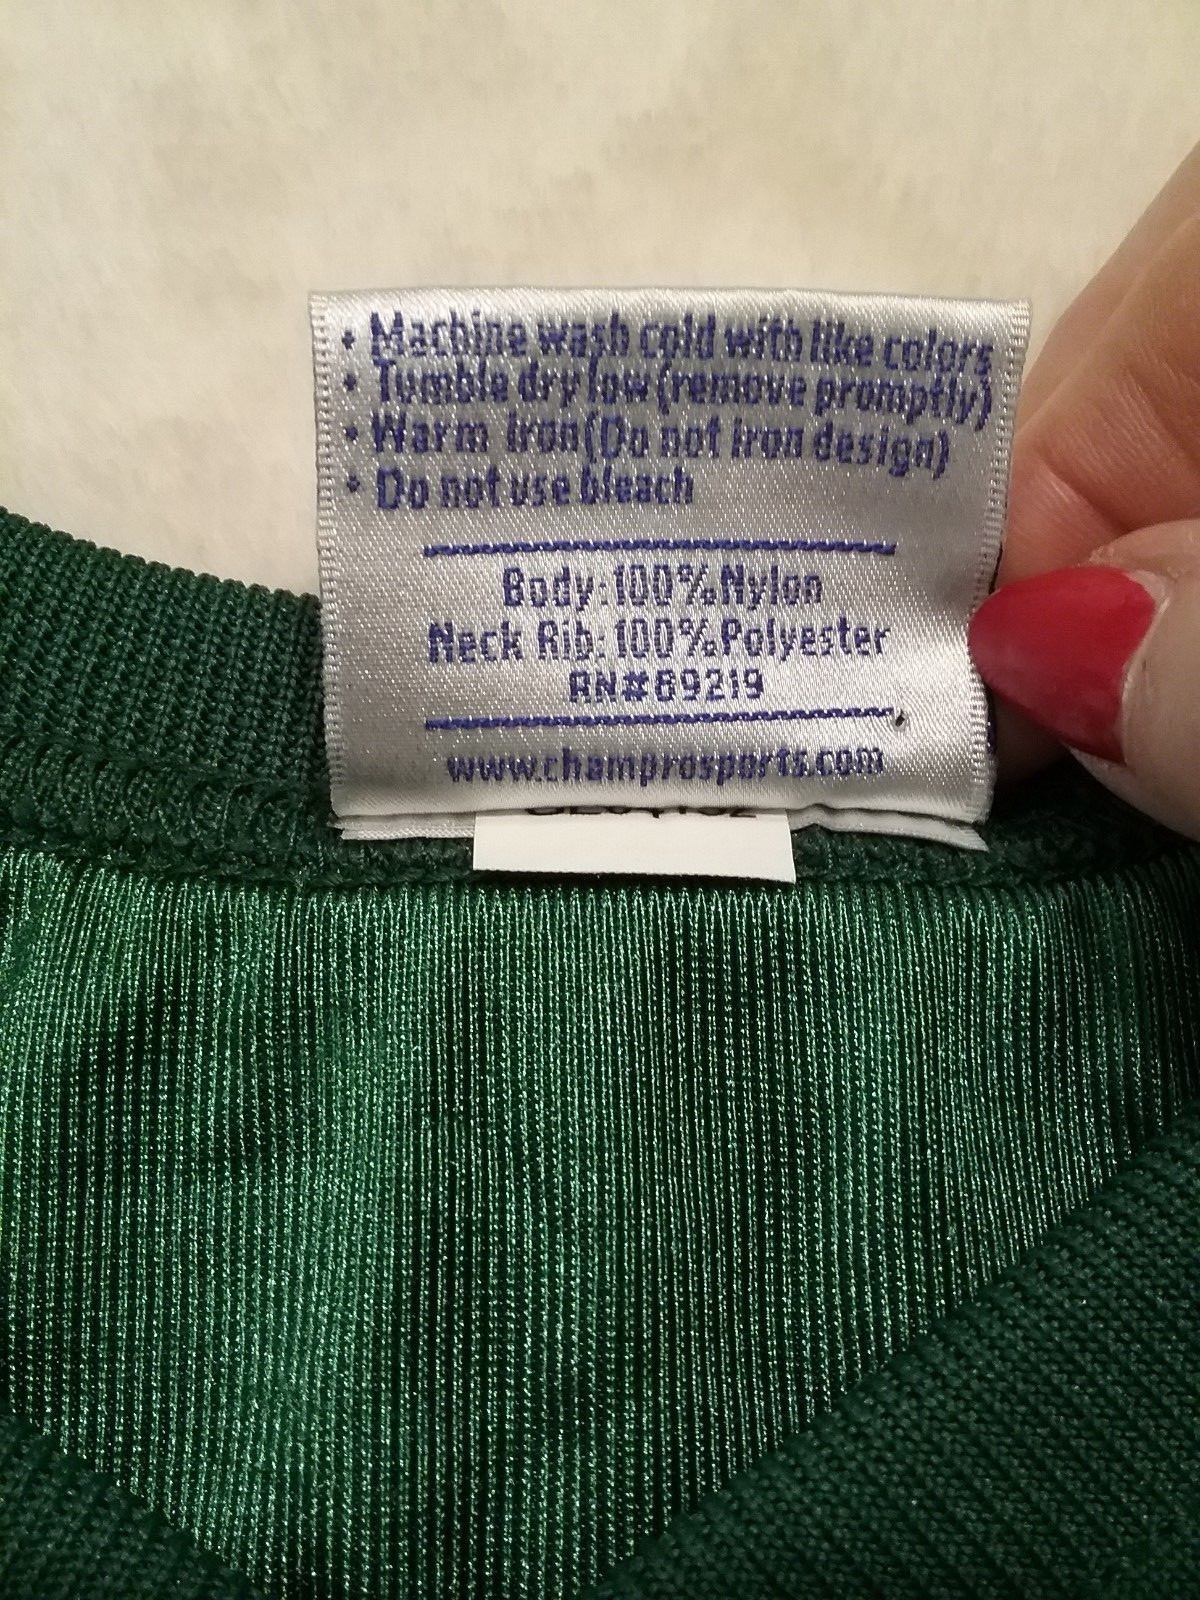 • Machine wash cold with like colors
• Tumble dry low (remove promptly)
• Warm iron (Do not iron design)
• Do not use bleach
Body: 100% Nylon
Neck Rib: 100% Polyester
RN# 89219
www.champrosports.com